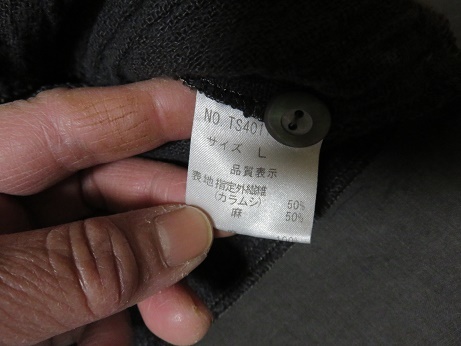 NO TS401
サイズ L
品質表示
表地指定外繊維
(カラムシ) 50%
麻 50%